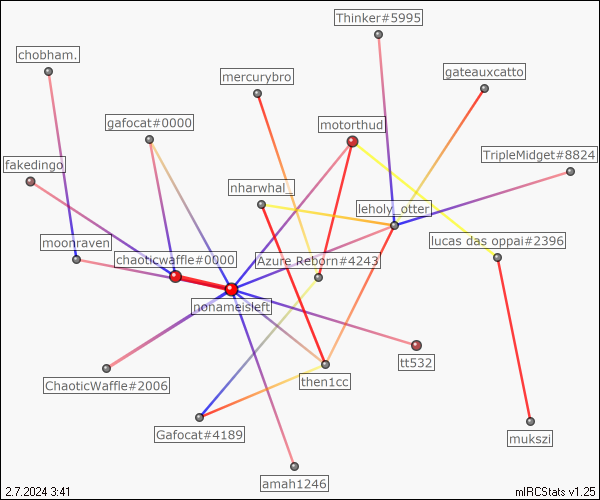 Thinker#5995
chobham.
mercurybro
gateauxcatto
gafocat#0000
motorthud
fakedingo
TripleMidget#8824
nharwhal_
leholy_otter
moonraven
lucas das oppai#2396
chaoticwaffle#0000
Azure Reborn#4243
nonameisleft
tt532
ChaoticWaffle#2006
then1cc
Gafocat#4189
mukszi
amah1246
2.7.2024 3:41
mIRCStats v1.25